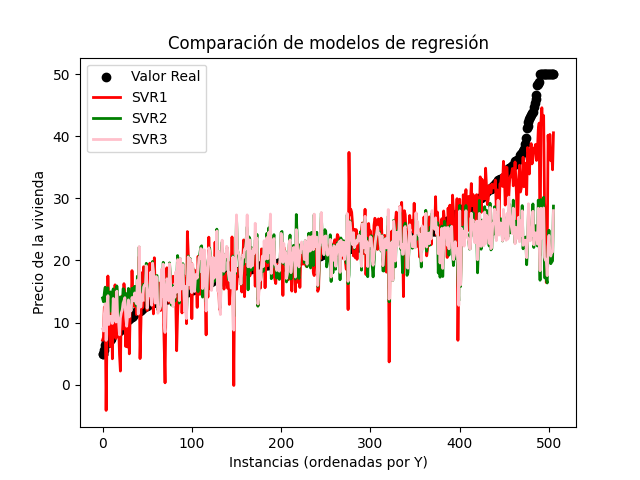 Comparación de modelos de regresión
Valor Real
SVR1
SVR2
SVR3
Precio de la vivienda
50
40
30
20
10
0
0
100
200
300
400
500
Instancias (ordenadas por Y)